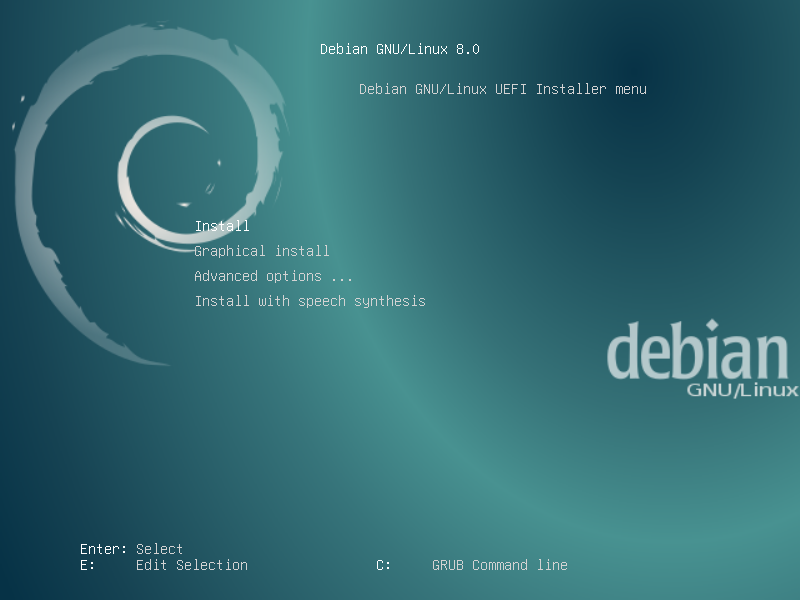 Debian GNU/Linux 8.0
Debian GNU/Linux UEFI Installer menu
Install
Graphical install
Advanced options ...
Install with speech synthesis
debian
GNU/Linux
Enter: Select
E: Edit Selection C: GRUB Command line